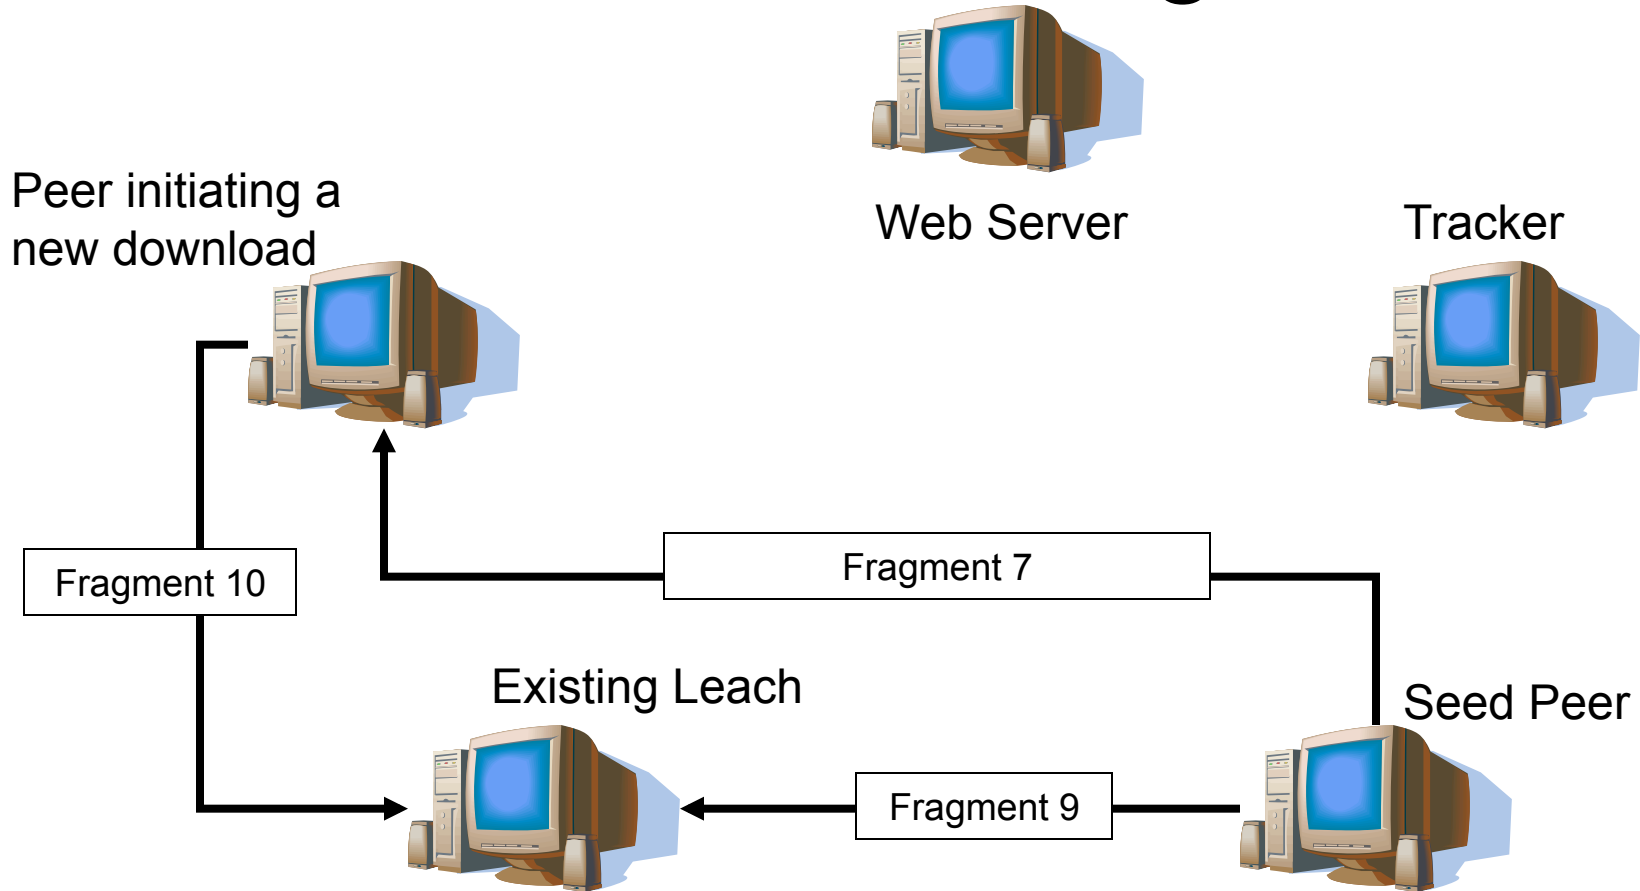 Web Server
Tracker
Peer initiating a
new download
Fragment 7
Fragment 10
Existing Leach
Seed Peer
Fragment 9